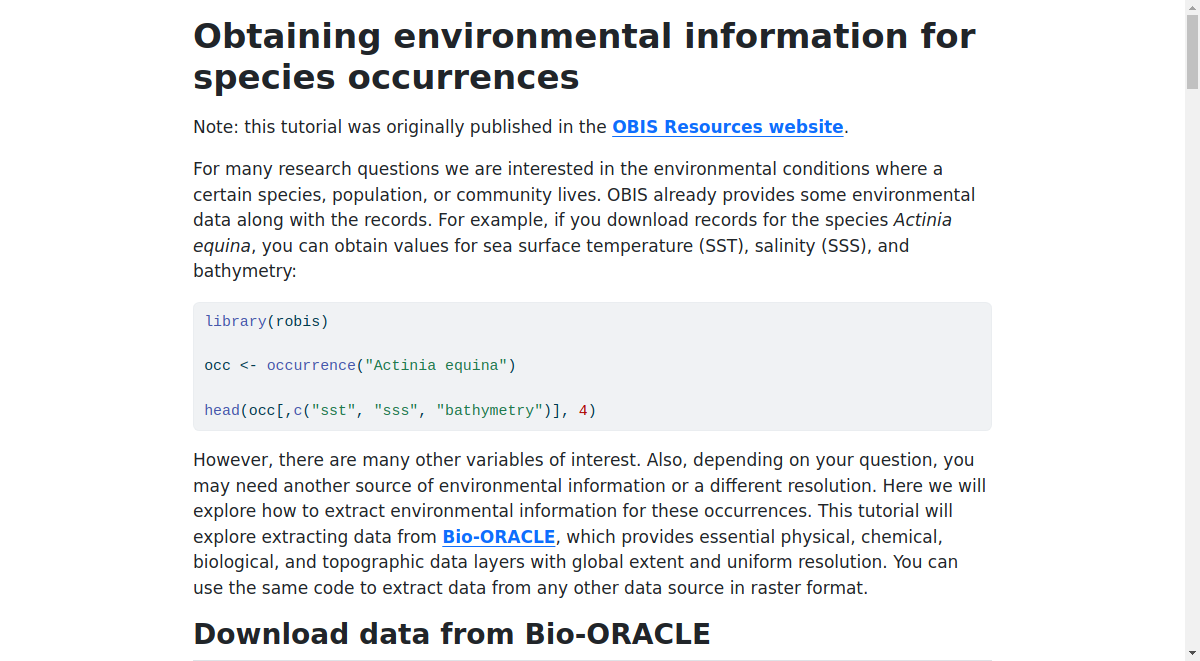 Obtaining environmental information for
species occurrences
Note: this tutorial was originally published in the OBIS Resources website.
For many research questions we are interested in the environmental conditions where a
certain species, population, or community lives. OBIS already provides some environmental
data along with the records. For example, if you download records for the species Actinia
equina, you can obtain values for sea surface temperature (SST), salinity (SSS), and
bathymetry:
library(robis)
occ <- occurrence("Actinia equina")
head(occ[,c("sst", "sss", "bathymetry")], 4)
However, there are many other variables of interest. Also, depending on your question, you
may need another source of environmental information or a different resolution. Here we will
explore how to extract environmental information for these occurrences. This tutorial will
explore extracting data from Bio-ORACLE, which provides essential physical, chemical,
biological, and topographic data layers with global extent and uniform resolution. You can
use the same code to extract data from any other data source in raster format.
Download data from Bio-ORACLE